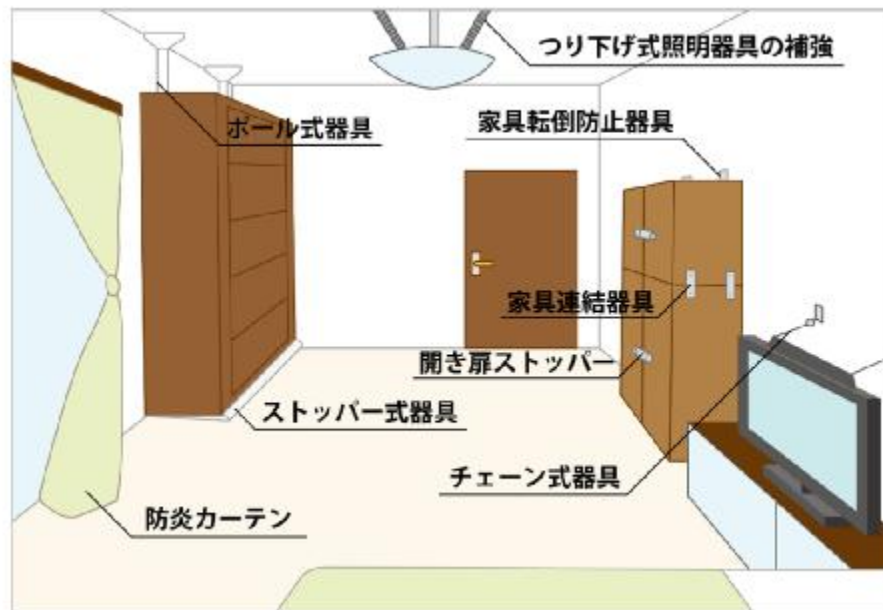 つり下げ式照明器具の補強
ポール式器具
家具転倒防止器具
家具連結器具
開き扉ストッパー
ストッパー式器具
チェーン式器具
防炎カーテン